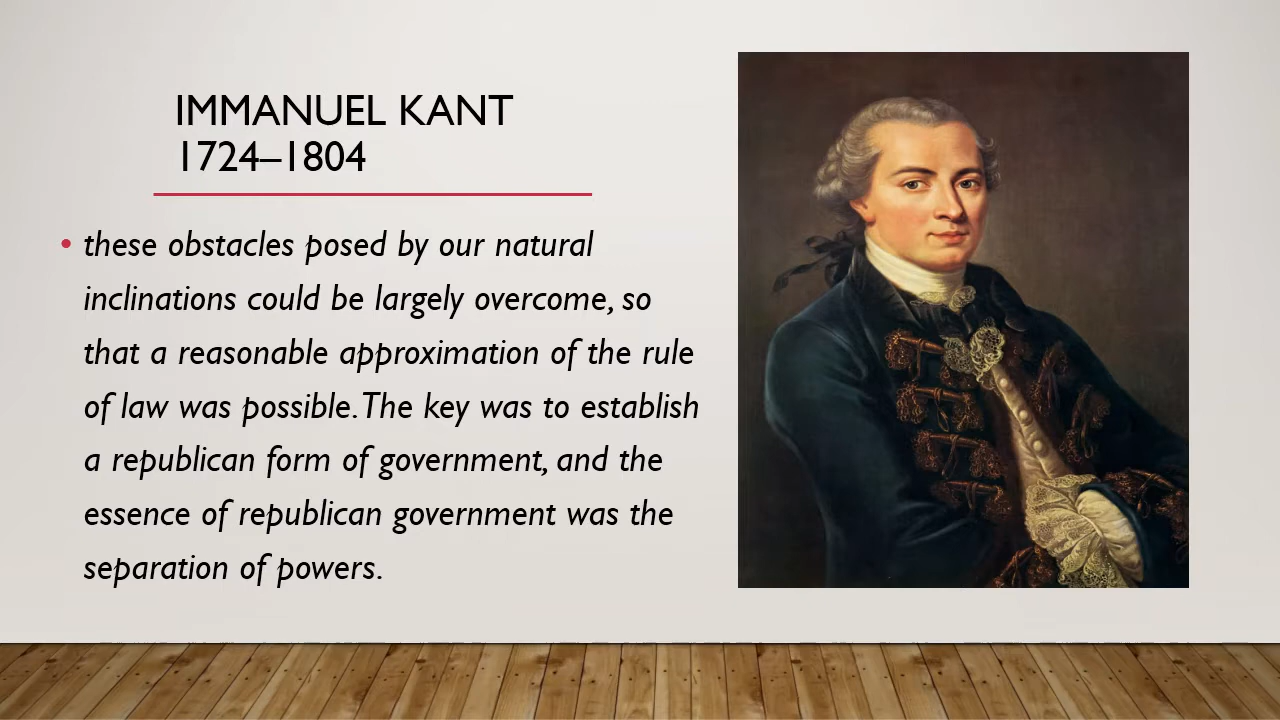 IMMANUEL KANT
1724–1804
• these obstacles posed by our natural
inclinations could be largely overcome, so
that a reasonable approximation of the rule
of law was possible. The key was to establish
a republican form of government, and the
essence of republican government was the
separation of powers.